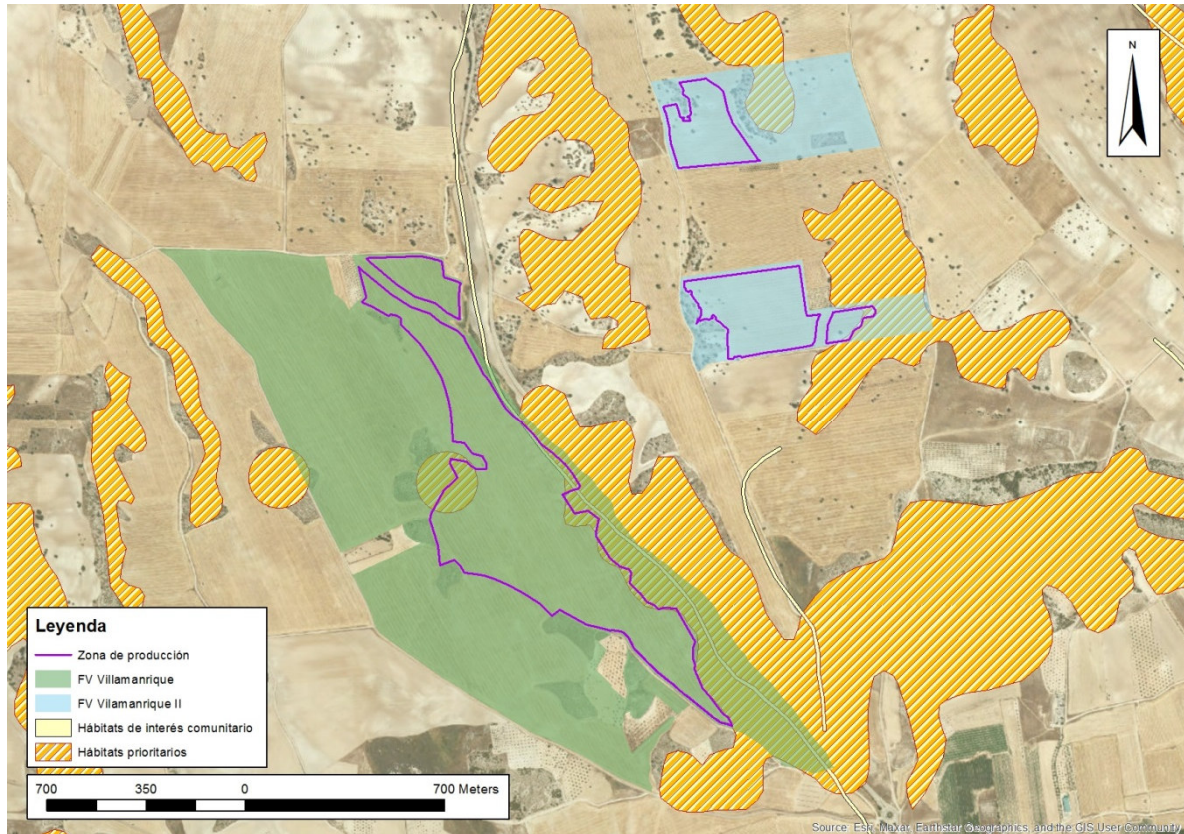 N
Leyenda
Zona de producción
FV Villamanrique
FV Vilamanrique II
Hábitats de interés comunitario
Hábitats prioritarios
700 350 0 700 Meters
Source: Esri, Maxar, Earthstar Geographics, and the GIS User Community